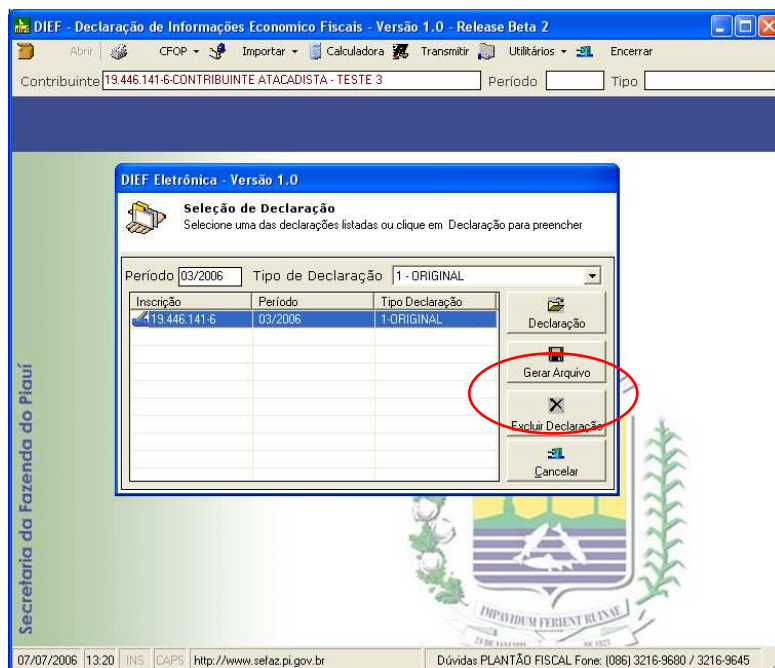 DIEF - Declaração de Informações Economico Fiscais - Versão 1.0 - Release Beta 2
Abrir CFOP Importar Calculadora Transmitir Utilitários Encerrar
Contribuinte 19.446.141-6-CONTRIBUINTE ATACADISTA - TESTE 3 Período Tipo
DIEF Eletrônica - Versão 1.0
Seleção de Declaração
Selecione uma das declarações listadas ou clique em Declaração para preencher
Período 03/2006 Tipo de Declaração 1 - ORIGINAL
Inscrição Período Tipo Declaração
19.446.141-6 03/2006 1-ORIGINAL
Declaração
Gerar Arquivo
Excluir Declaração
Cancelar
Secretaria da Fazenda do Piauí
IMPAVIDUM FERIENT RUINAE
07/07/2006 13:20 INS CAPS http://www.sefaz.pi.gov.br Dúvidas PLANTÃO FISCAL Fone: (086) 3216-9680 / 3216-9645